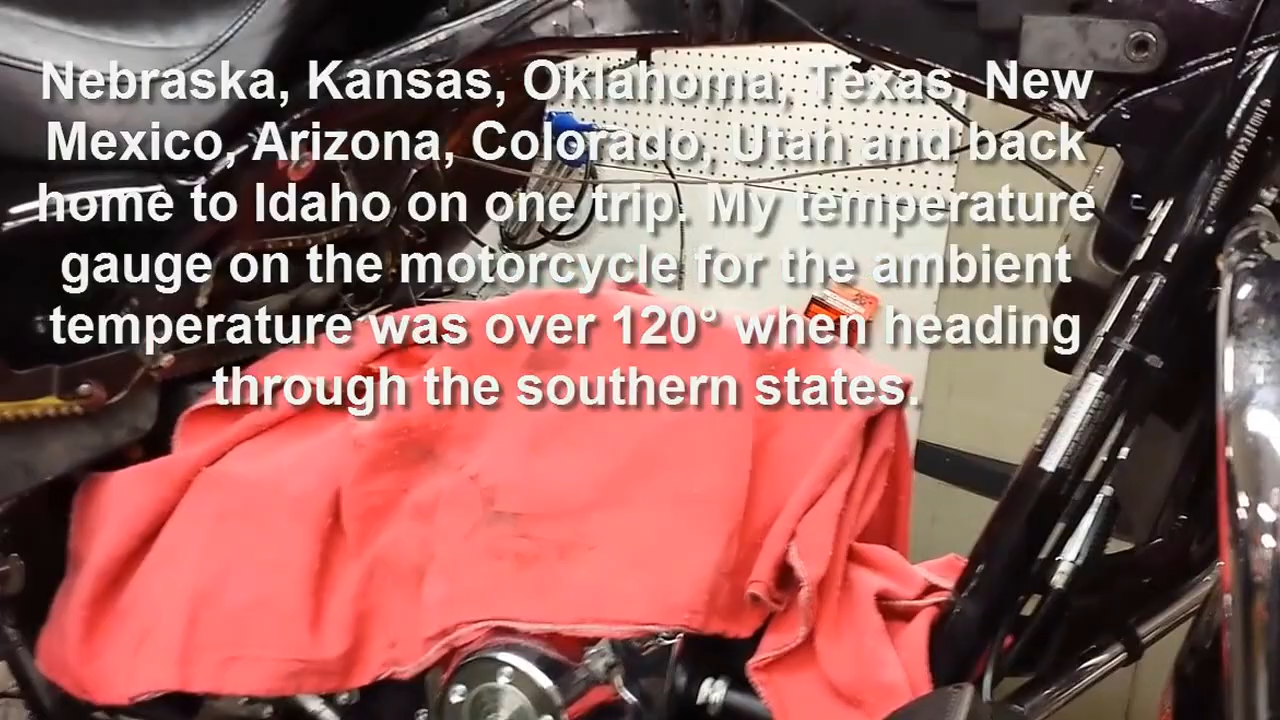 Nebraska, Kansas, Oklahoma, Texas, New
Mexico, Arizona, Colorado, Utah and back
home to Idaho on one trip. My temperature
gauge on the motorcycle for the ambient
temperature was over 120° when heading
through the southern states.